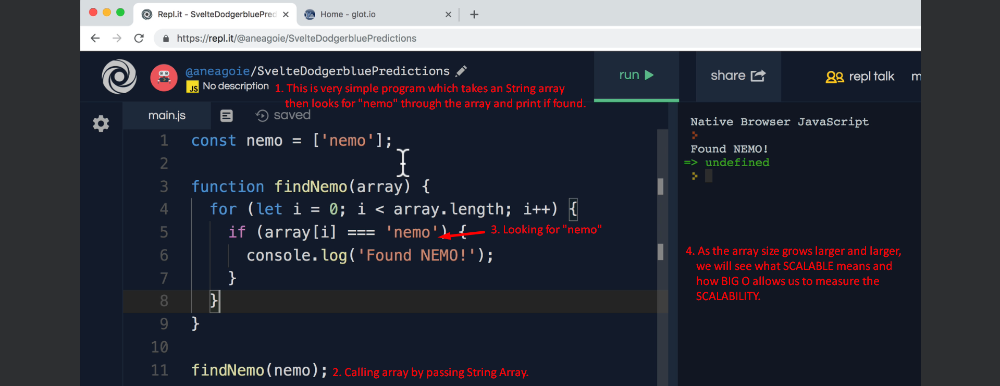 Repl.it - SvelteDodgerbluePred
Home - glot.io
https://repl.it/@aneagoie/SvelteDodgerbluePredictions
@aneagoie/SvelteDodgerbluePredictions
JS No description
run
share
repl talk
m
1. This is very simple program which takes an String array
then looks for "nemo" through the array and print if found.
main.js
saved
1 const nemo = ['nemo'];
2
3 function findNemo(array) {
4 for (let i = 0; i < array.length; i++) {
5 if (array[i] === 'nemo') {
3. Looking for "nemo"
6 console.log('Found NEMO!');
7 }
8 }
9 }
10
11 findNemo(nemo);
2. Calling array by passing String Array.
Native Browser JavaScript
Found NEMO!
=> undefined
4. As the array size grows larger and larger,
we will see what SCALABLE means and
how BIG O allows us to measure the
SCALABILITY.